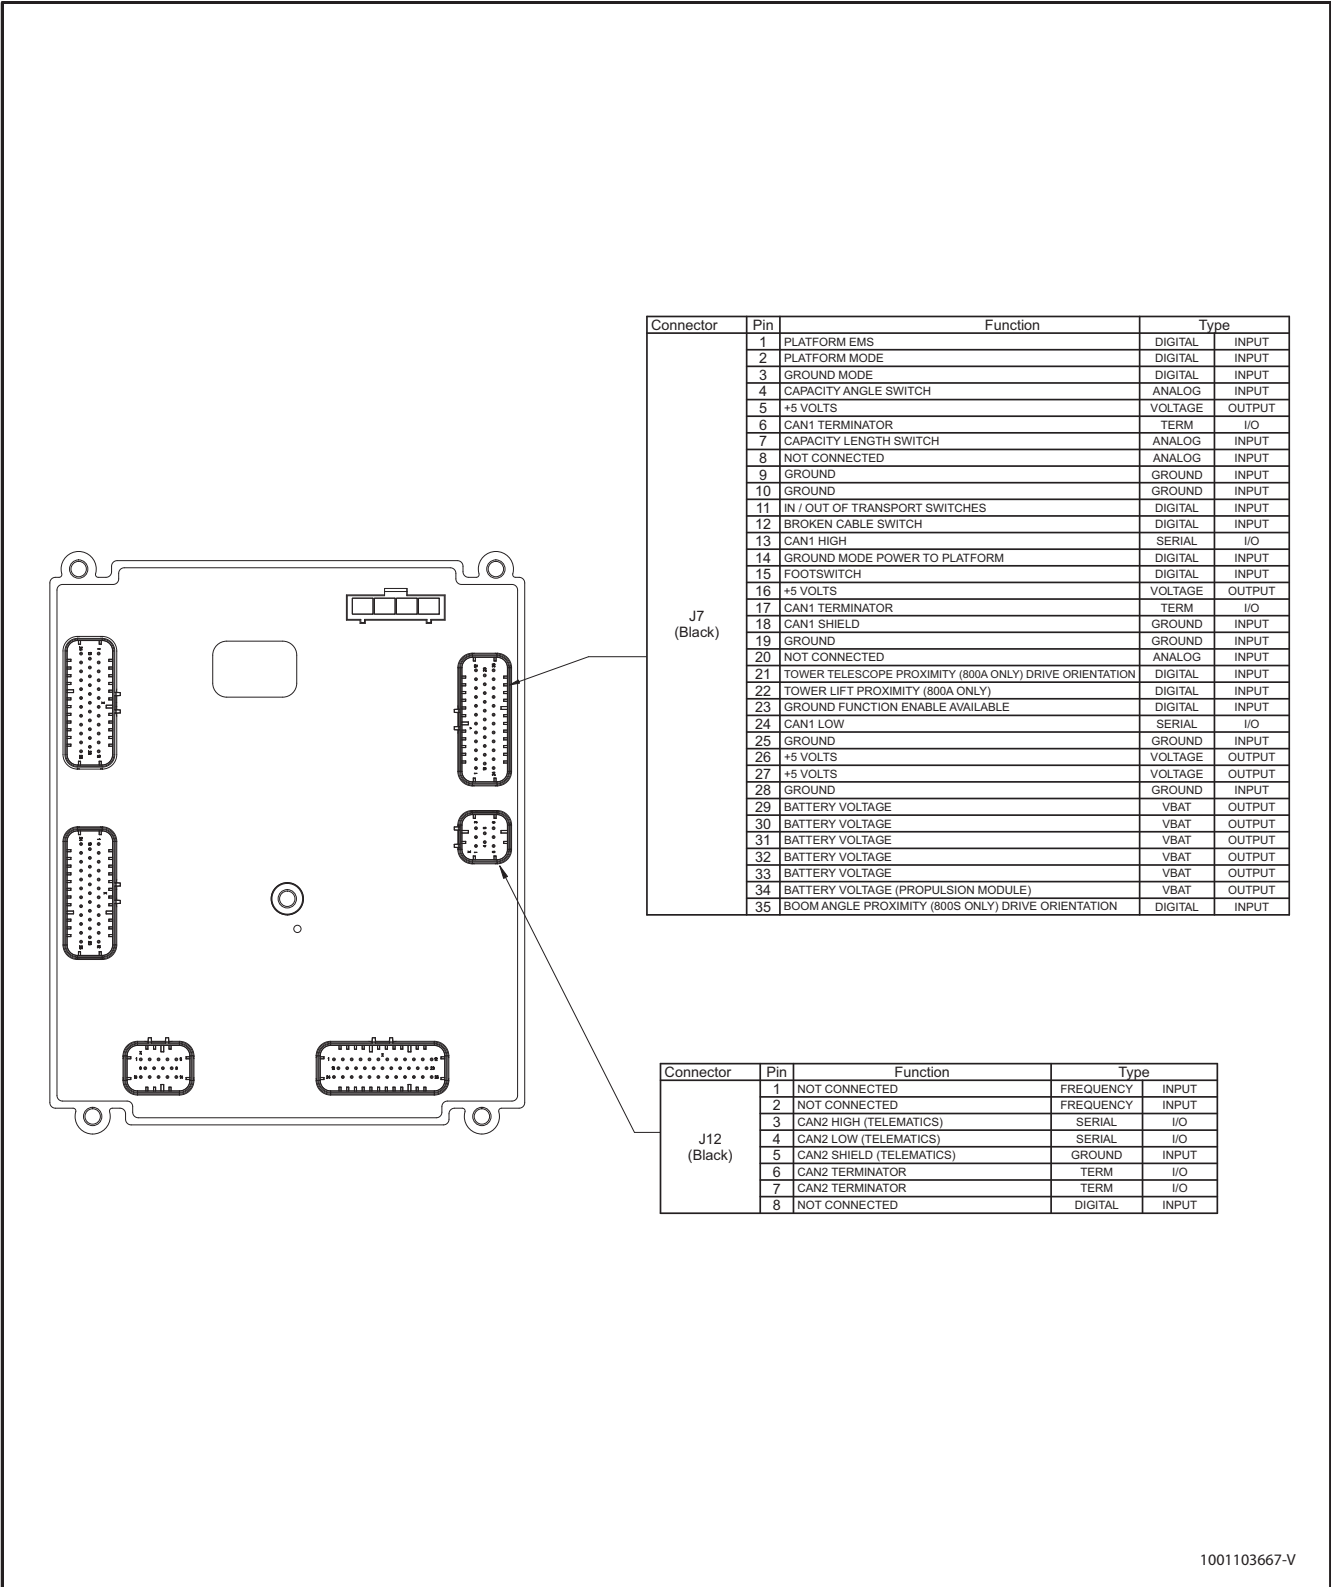 Connector Pin Function Type
1 PLATFORM EMS DIGITAL INPUT
2 PLATFORM MODE DIGITAL INPUT
3 GROUND MODE DIGITAL INPUT
4 CAPACITY ANGLE SWITCH ANALOG INPUT
5 +5 VOLTS VOLTAGE OUTPUT
6 CAN1 TERMINATOR TERM I/O
7 CAPACITY LENGTH SWITCH ANALOG INPUT
8 NOT CONNECTED ANALOG INPUT
9 GROUND GROUND INPUT
10 GROUND GROUND INPUT
11 IN / OUT OF TRANSPORT SWITCHES DIGITAL INPUT
12 BROKEN CABLE SWITCH DIGITAL INPUT
13 CAN1 HIGH SERIAL I/O
14 GROUND MODE POWER TO PLATFORM DIGITAL INPUT
15 FOOTSWITCH DIGITAL INPUT
16 +5 VOLTS VOLTAGE OUTPUT
17 CAN1 TERMINATOR TERM I/O
J7
18 CAN1 SHIELD GROUND INPUT
(Black)
19 GROUND GROUND INPUT
20 NOT CONNECTED ANALOG INPUT
21 TOWER TELESCOPE PROXIMITY (800A ONLY) DRIVE ORIENTATION DIGITAL INPUT
22 TOWER LIFT PROXIMITY (800A ONLY) DIGITAL INPUT
23 GROUND FUNCTION ENABLE AVAILABLE DIGITAL INPUT
24 CAN1 LOW SERIAL I/O
25 GROUND GROUND INPUT
26 +5 VOLTS VOLTAGE OUTPUT
27 +5 VOLTS VOLTAGE OUTPUT
28 GROUND GROUND INPUT
29 BATTERY VOLTAGE VBAT OUTPUT
30 BATTERY VOLTAGE VBAT OUTPUT
31 BATTERY VOLTAGE VBAT OUTPUT
32 BATTERY VOLTAGE VBAT OUTPUT
33 BATTERY VOLTAGE VBAT OUTPUT
34 BATTERY VOLTAGE (PROPULSION MODULE) VBAT OUTPUT
35 BOOM ANGLE PROXIMITY (800S ONLY) DRIVE ORIENTATION DIGITAL INPUT
Connector Pin Function Type
1 NOT CONNECTED FREQUENCY INPUT
2 NOT CONNECTED FREQUENCY INPUT
3 CAN2 HIGH (TELEMATICS) SERIAL I/O
J12
4 CAN2 LOW (TELEMATICS) SERIAL I/O
(Black)
5 CAN2 SHIELD (TELEMATICS) GROUND INPUT
6 CAN2 TERMINATOR TERM I/O
7 CAN2 TERMINATOR TERM I/O
8 NOT CONNECTED DIGITAL INPUT
1001103667-V